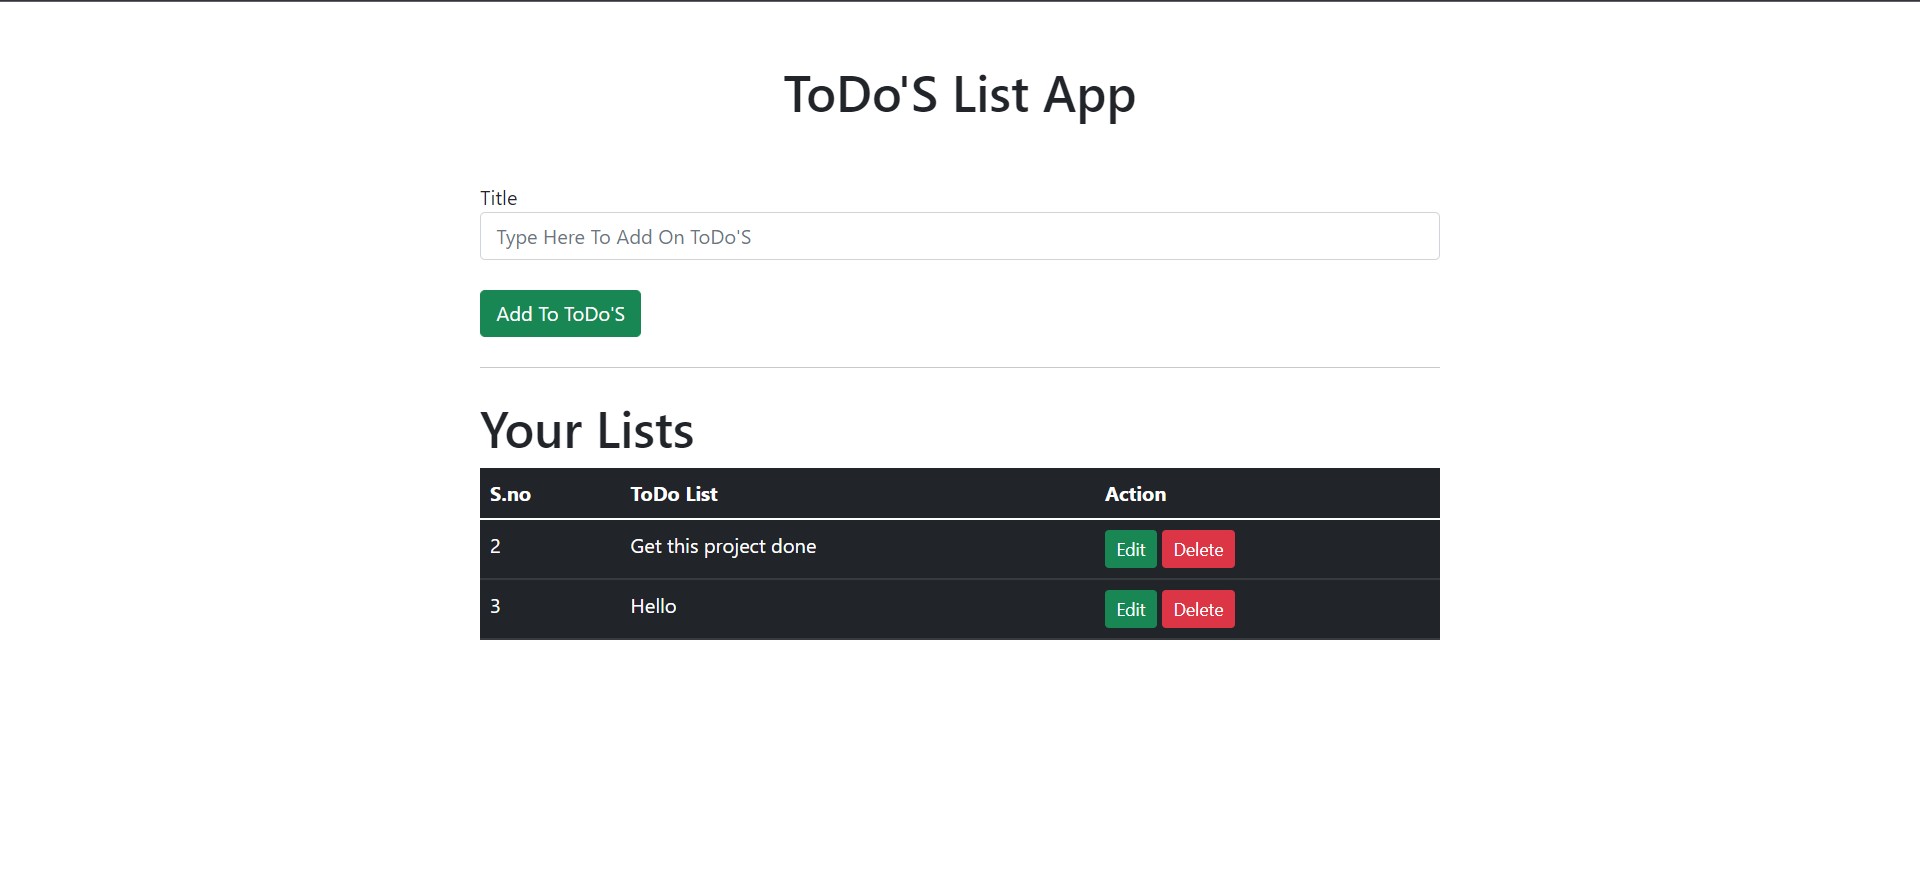 ToDo'S List App
Title
Type Here To Add On ToDo'S
Add To ToDo'S
Your Lists
S.no ToDo List Action
2 Get this project done Edit Delete
3 Hello Edit Delete